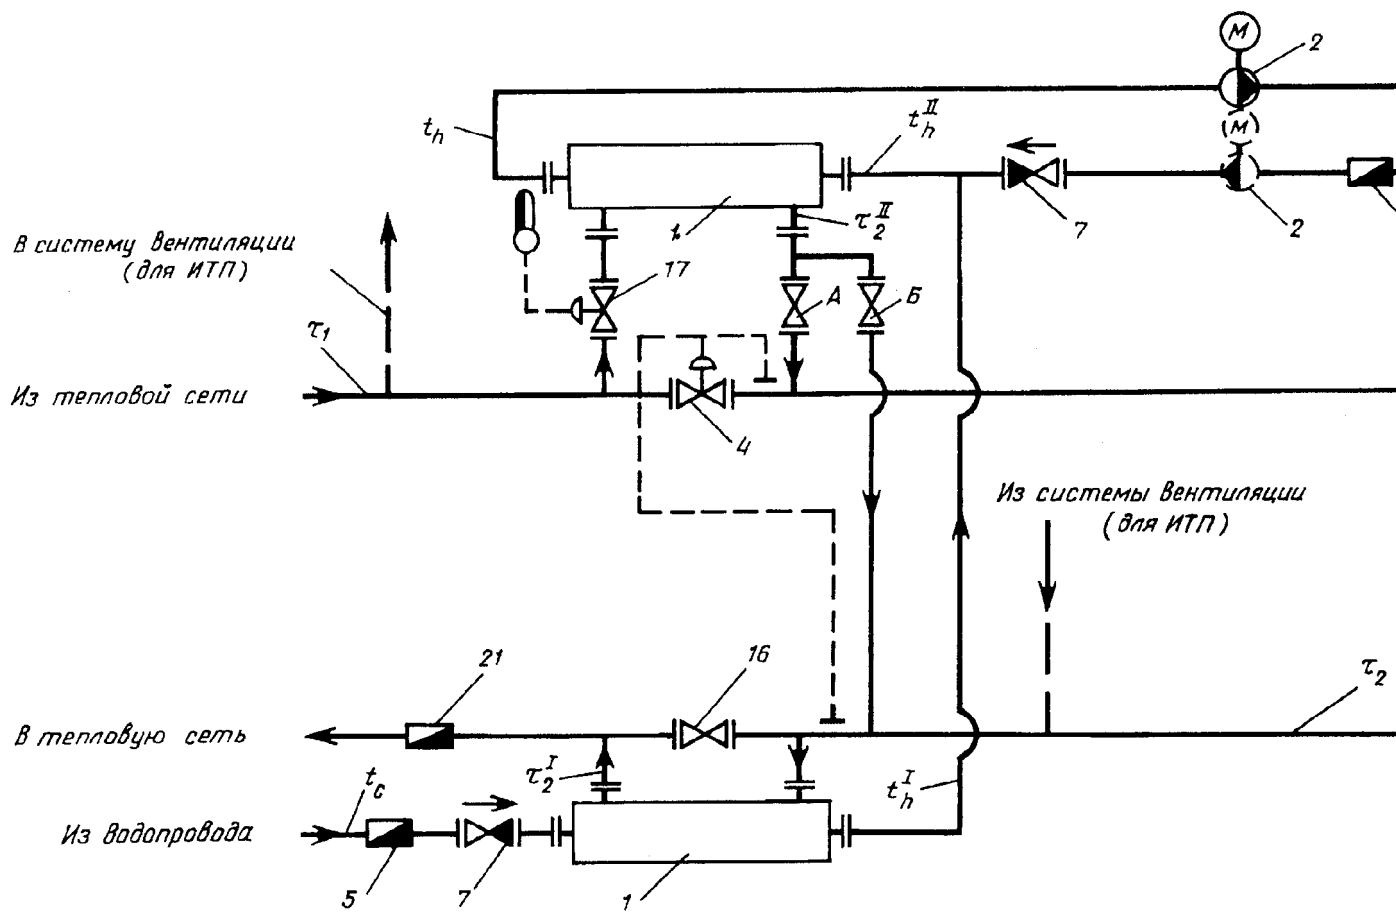 М
2
t_h
t_h^II
М
1
τ_2^II
7
2
В систему вентиляции
(для ИТП)
17
А
Б
τ_1
Из тепловой сети
4
Из системы вентиляции
(для ИТП)
21
16
τ_2
В тепловую сеть
τ_2^I
t_h^I
t_c
Из водопровода
5
7
1